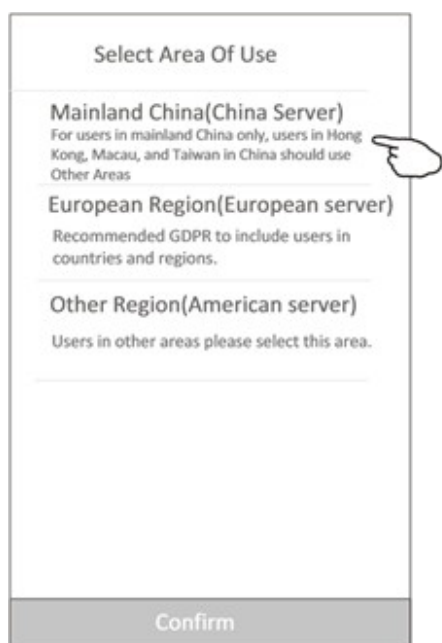 Select Area Of Use
Mainland China(China Server)
For users in mainland China only, users in Hong
Kong, Macau, and Taiwan in China should use
Other Areas
European Region(European server)
Recommended GDPR to include users in
countries and regions.
Other Region(American server)
Users in other areas please select this area.
Confirm